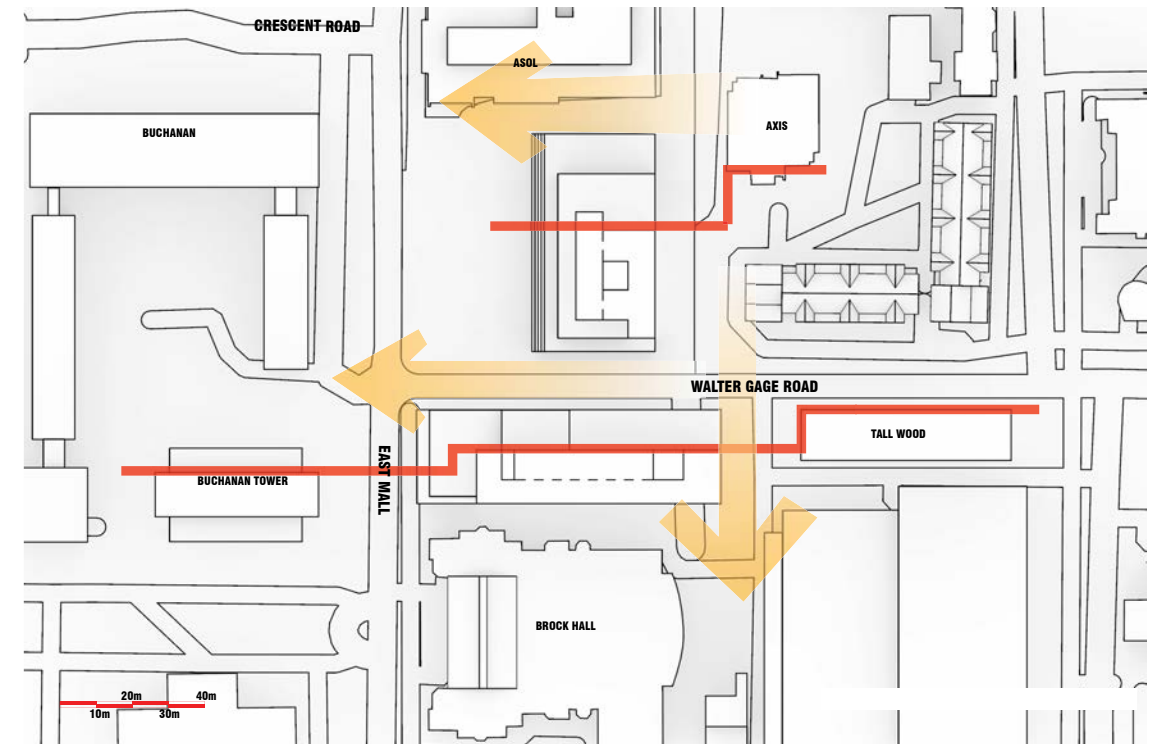 CRESCENT ROAD
ASOL
BUCHANAN
AXIS
WALTER GAGE ROAD
TALL WOOD
EAST MALL
BUCHANAN TOWER
BROCK HALL
20m 40m
10m 30m